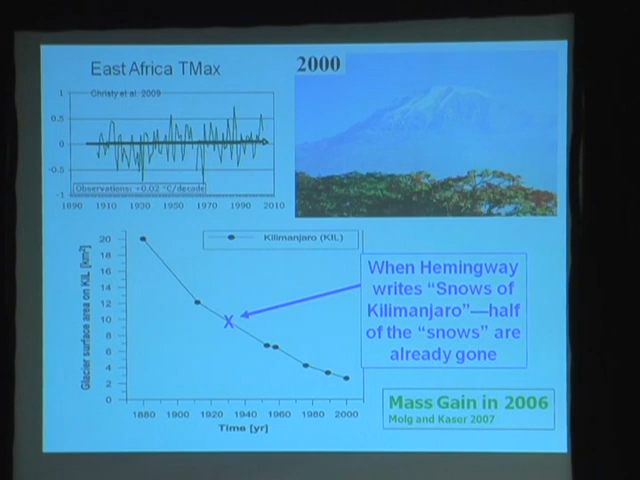 East Africa TMax
Christy et al. 2009
1
0.5
0
-0.5
-1
Observations: +0.02 °C/decade
1890 1910 1930 1950 1970 1990 2010
2000
Kilimanjaro (KIL)
Glacier surface area on KIL [km²]
20
18
16
14
12
10
8
6
4
2
0
1880 1900 1920 1940 1960 1980 2000
Time [yr]
X
When Hemingway
writes "Snows of
Kilimanjaro"—half
of the "snows" are
already gone
Mass Gain in 2006
Molg and Kaser 2007